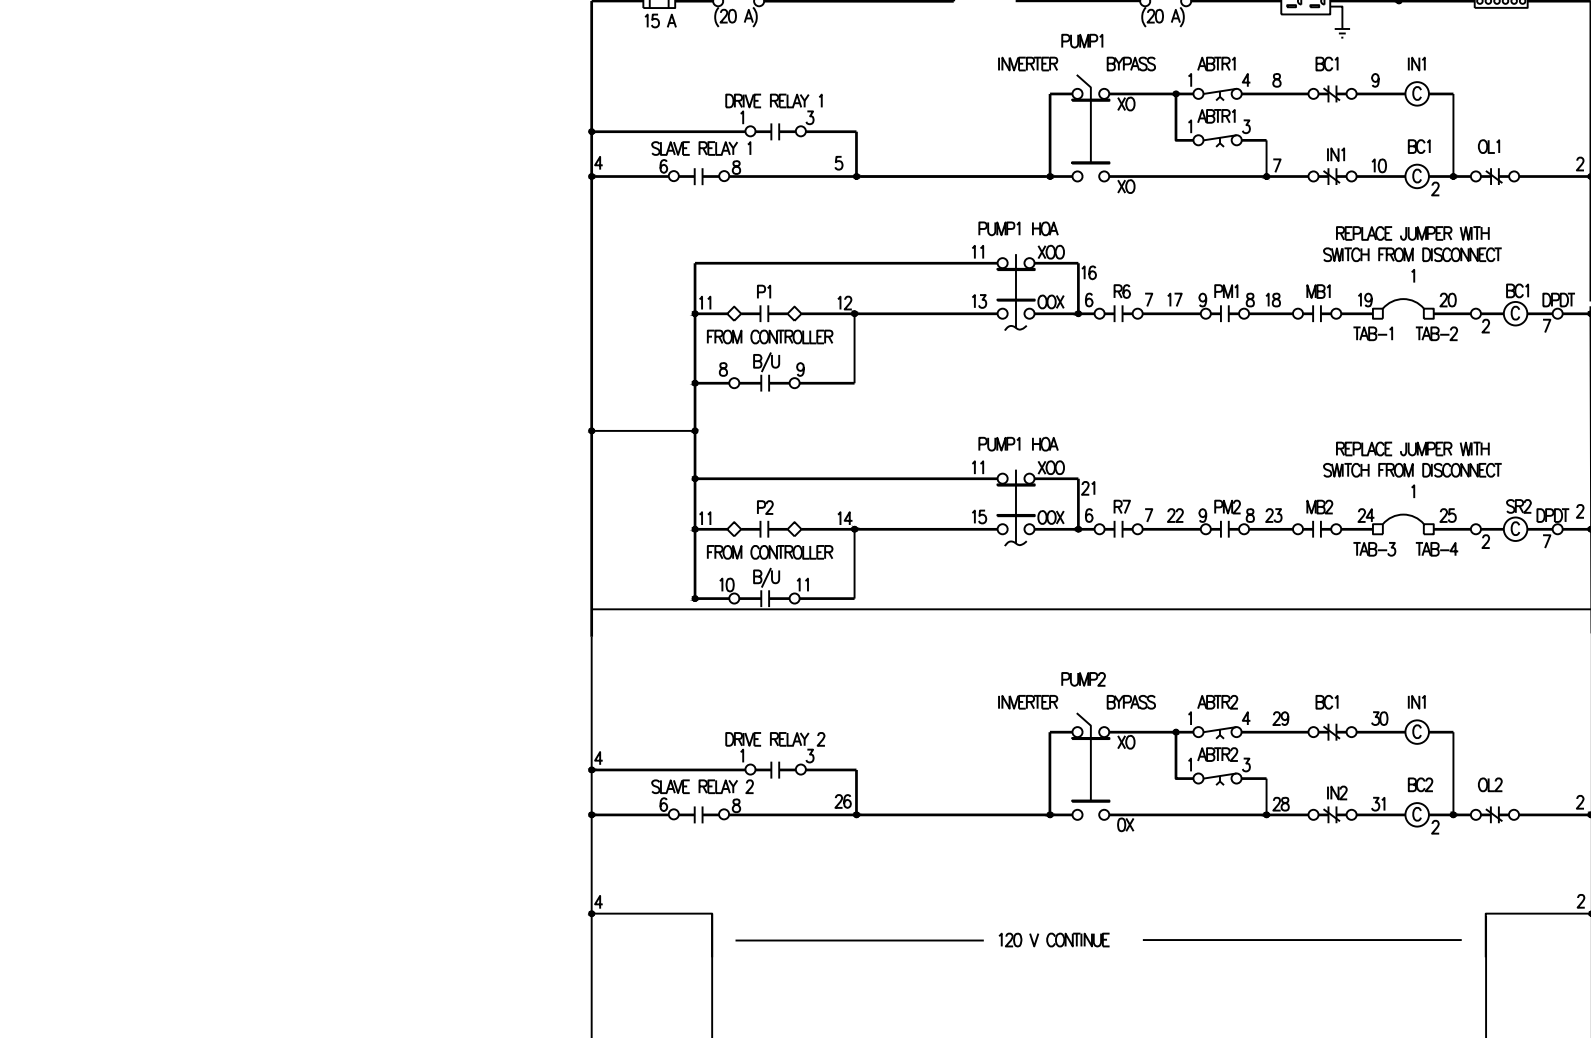 15 A
(20 A)
(20 A)
PUMP1
INVERTER BYPASS ABTR1 BC1 IN1
1 4 8 9 C
DRIVE RELAY 1 XO
1 3 ABTR1
1 3
SLAVE RELAY 1 IN1 BC1 OL1
4 6 8 5 7 10 C 2 2
XO
PUMP1 HOA REPLACE JUMPER WITH
11 XOO SWITCH FROM DISCONNECT
16 1
P1 R6 PM1 MB1 BC1 DPDT
11 12 13 OOX 6 7 17 9 8 18 19 20 2 C 7
FROM CONTROLLER TAB-1 TAB-2
B/U
8 9
PUMP1 HOA REPLACE JUMPER WITH
11 XOO SWITCH FROM DISCONNECT
21 1
P2 R7 PM2 MB2 SR2 DPDT 2
11 14 15 OOX 6 7 22 9 8 23 24 25 2 C 7
FROM CONTROLLER TAB-3 TAB-4
B/U
10 11
PUMP2
INVERTER BYPASS ABTR2 BC1 IN1
1 4 29 30 C
DRIVE RELAY 2 XO
4 1 3 ABTR2
1 3
SLAVE RELAY 2 IN2 BC2 OL2
6 8 26 28 31 C 2 2
OX
4 2
120 V CONTINUE